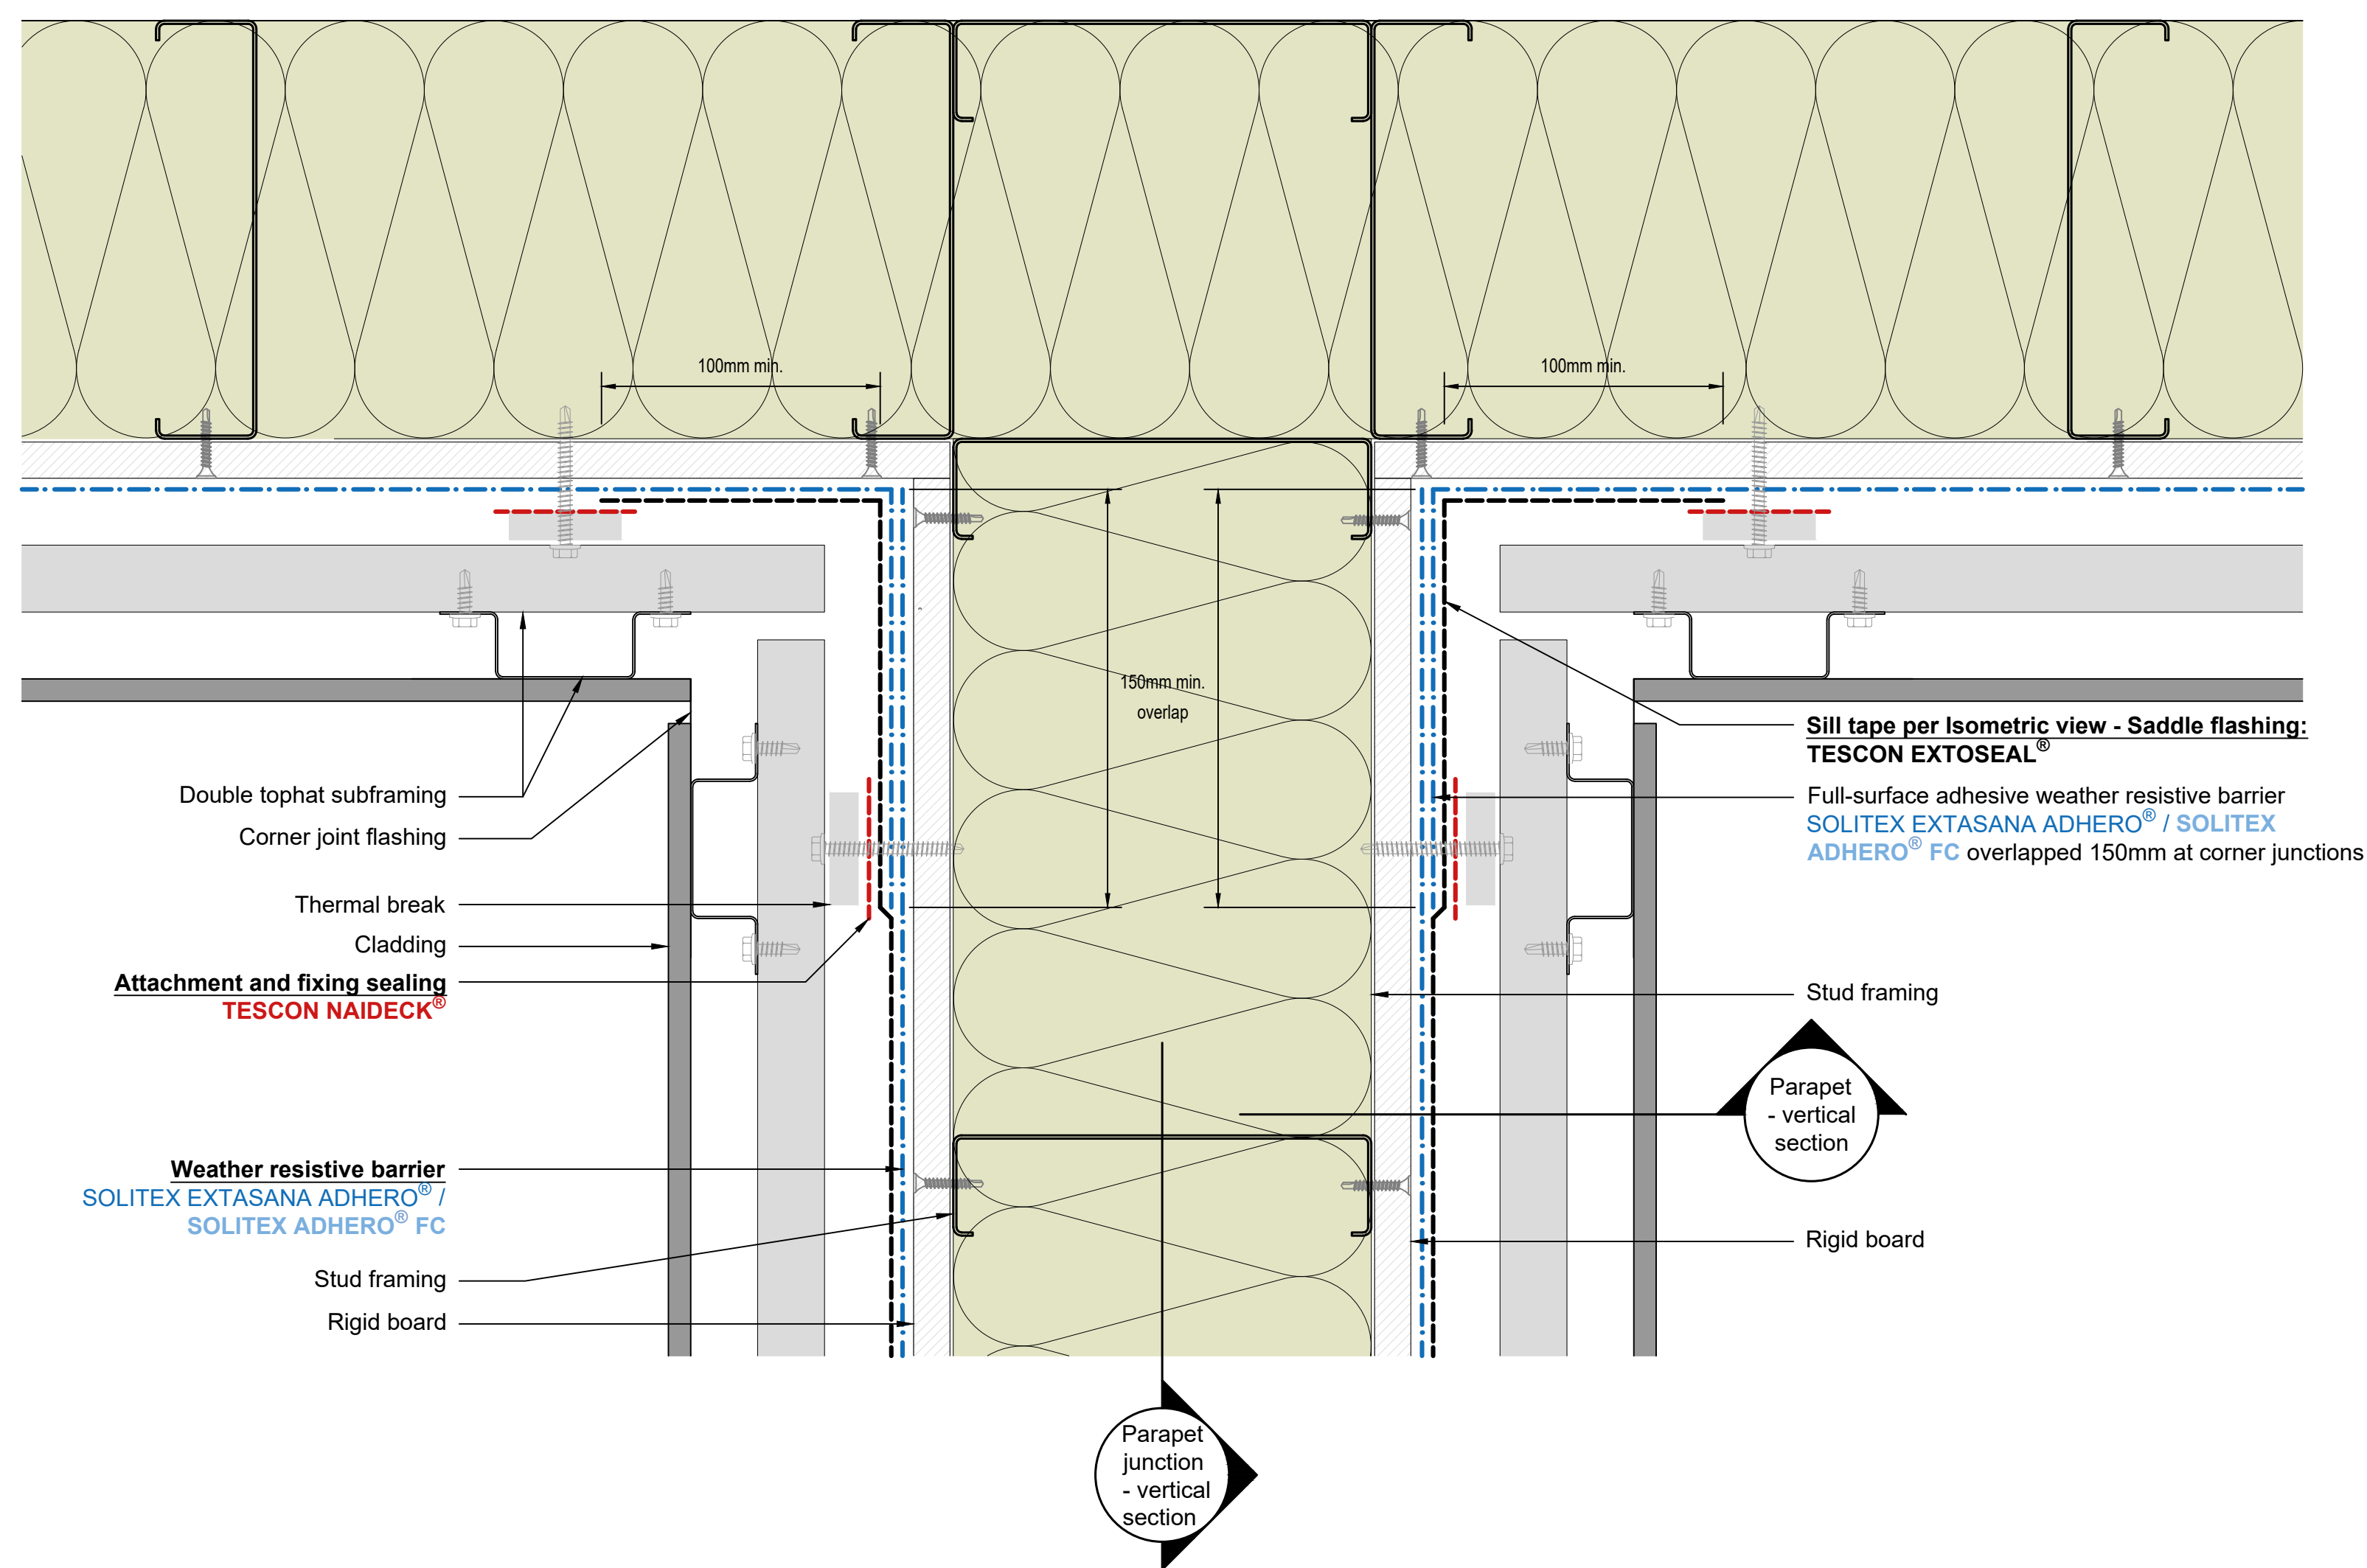 100mm min.
100mm min.
150mm min.
overlap
Double tophat subframing
Corner joint flashing
Thermal break
Cladding
Attachment and fixing sealing
TESCON NAIDECK®
Weather resistive barrier
SOLITEX EXTASANA ADHERO® /
SOLITEX ADHERO® FC
Stud framing
Rigid board
Sill tape per Isometric view - Saddle flashing:
TESCON EXTOSEAL®
Full-surface adhesive weather resistive barrier
SOLITEX EXTASANA ADHERO® / SOLITEX
ADHERO® FC overlapped 150mm at corner junctions
Stud framing
Parapet
- vertical
section
Rigid board
Parapet
junction
- vertical
section